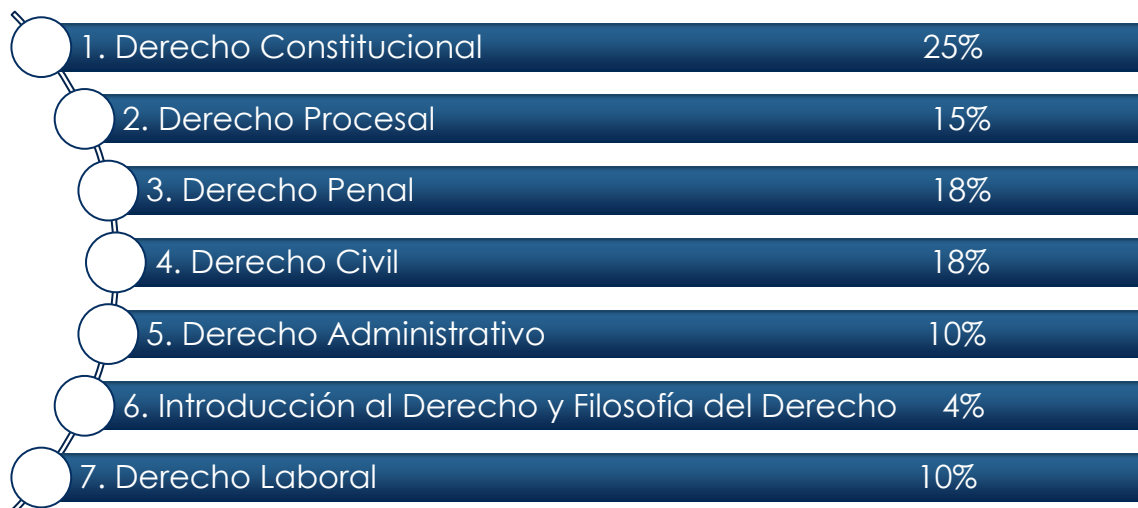 1. Derecho Constitucional 25%
2. Derecho Procesal 15%
3. Derecho Penal 18%
4. Derecho Civil 18%
5. Derecho Administrativo 10%
6. Introducción al Derecho y Filosofía del Derecho 4%
7. Derecho Laboral 10%